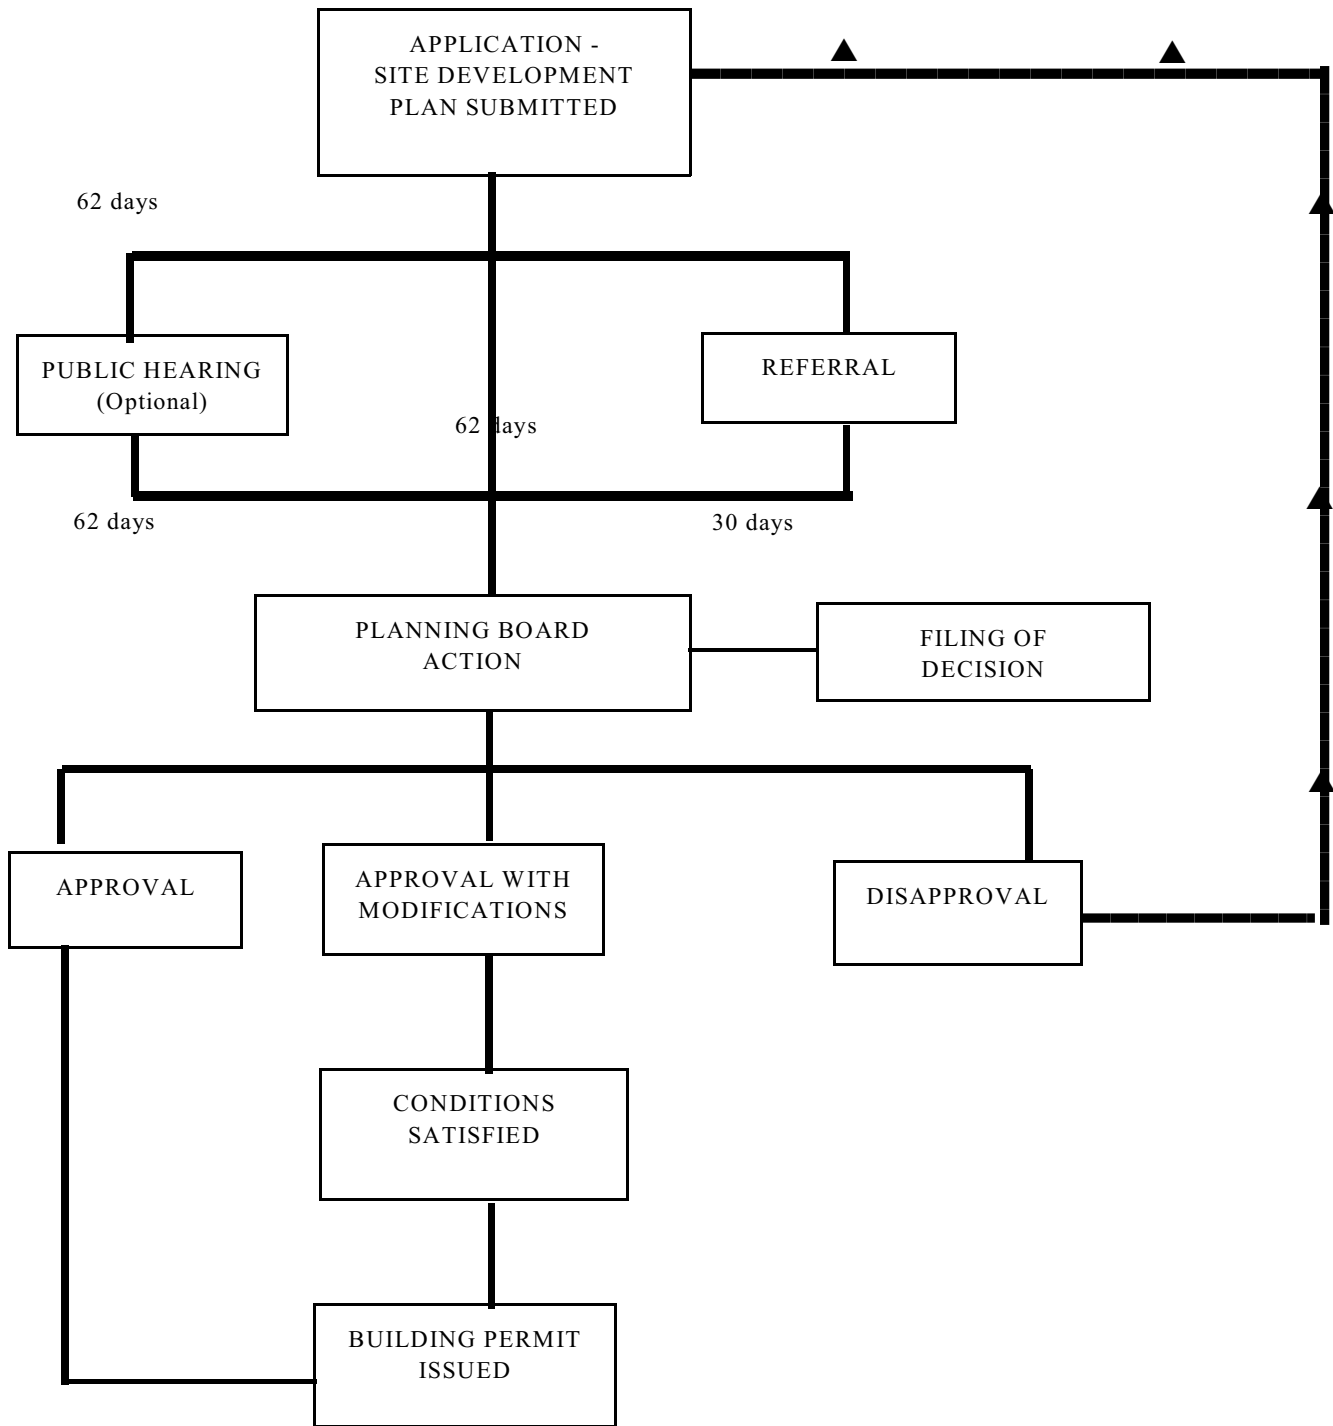 APPLICATION -
SITE DEVELOPMENT
PLAN SUBMITTED
62 days
PUBLIC HEARING
(Optional)
REFERRAL
62 days
62 days
30 days
PLANNING BOARD
ACTION
FILING OF
DECISION
APPROVAL
APPROVAL WITH
MODIFICATIONS
DISAPPROVAL
CONDITIONS
SATISFIED
BUILDING PERMIT
ISSUED